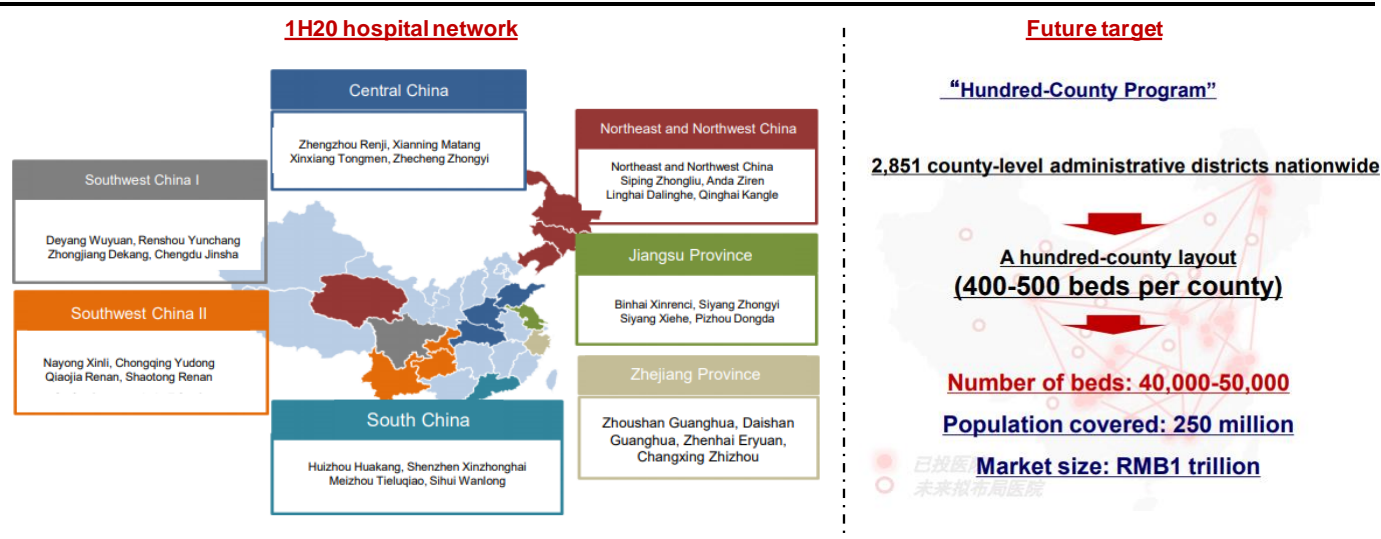 1H20 hospital network
Central China
Zhengzhou Renji, Xianning Matang
Xinxiang Tongmen, Zhecheng Zhongyi
Northeast and Northwest China
Northeast and Northwest China
Siping Zhongliu, Anda Ziren
Linghai Dalinghe, Qinghai Kangle
Southwest China I
Deyang Wuyuan, Renshou Yunchang
Zhongjiang Dekang, Chengdu Jinsha
Jiangsu Province
Binhai Xinrenci, Siyang Zhongyi
Siyang Xiehe, Pizhou Dongda
Southwest China II
Nayong Xinli, Chongqing Yudong
Qiaojia Renan, Shaotong Renan
Zhejiang Province
Zhoushan Guanghua, Daishan
Guanghua, Zhenhai Eryuan,
Changxing Zhizhou
South China
Huizhou Huakang, Shenzhen Xinzhonghai
Meizhou Tieluqiao, Sihui Wanlong
Future target
“Hundred-County Program”
2,851 county-level administrative districts nationwide
A hundred-county layout
(400-500 beds per county)
Number of beds: 40,000-50,000
Population covered: 250 million
Market size: RMB1 trillion
已投医院
未来拟布局医院